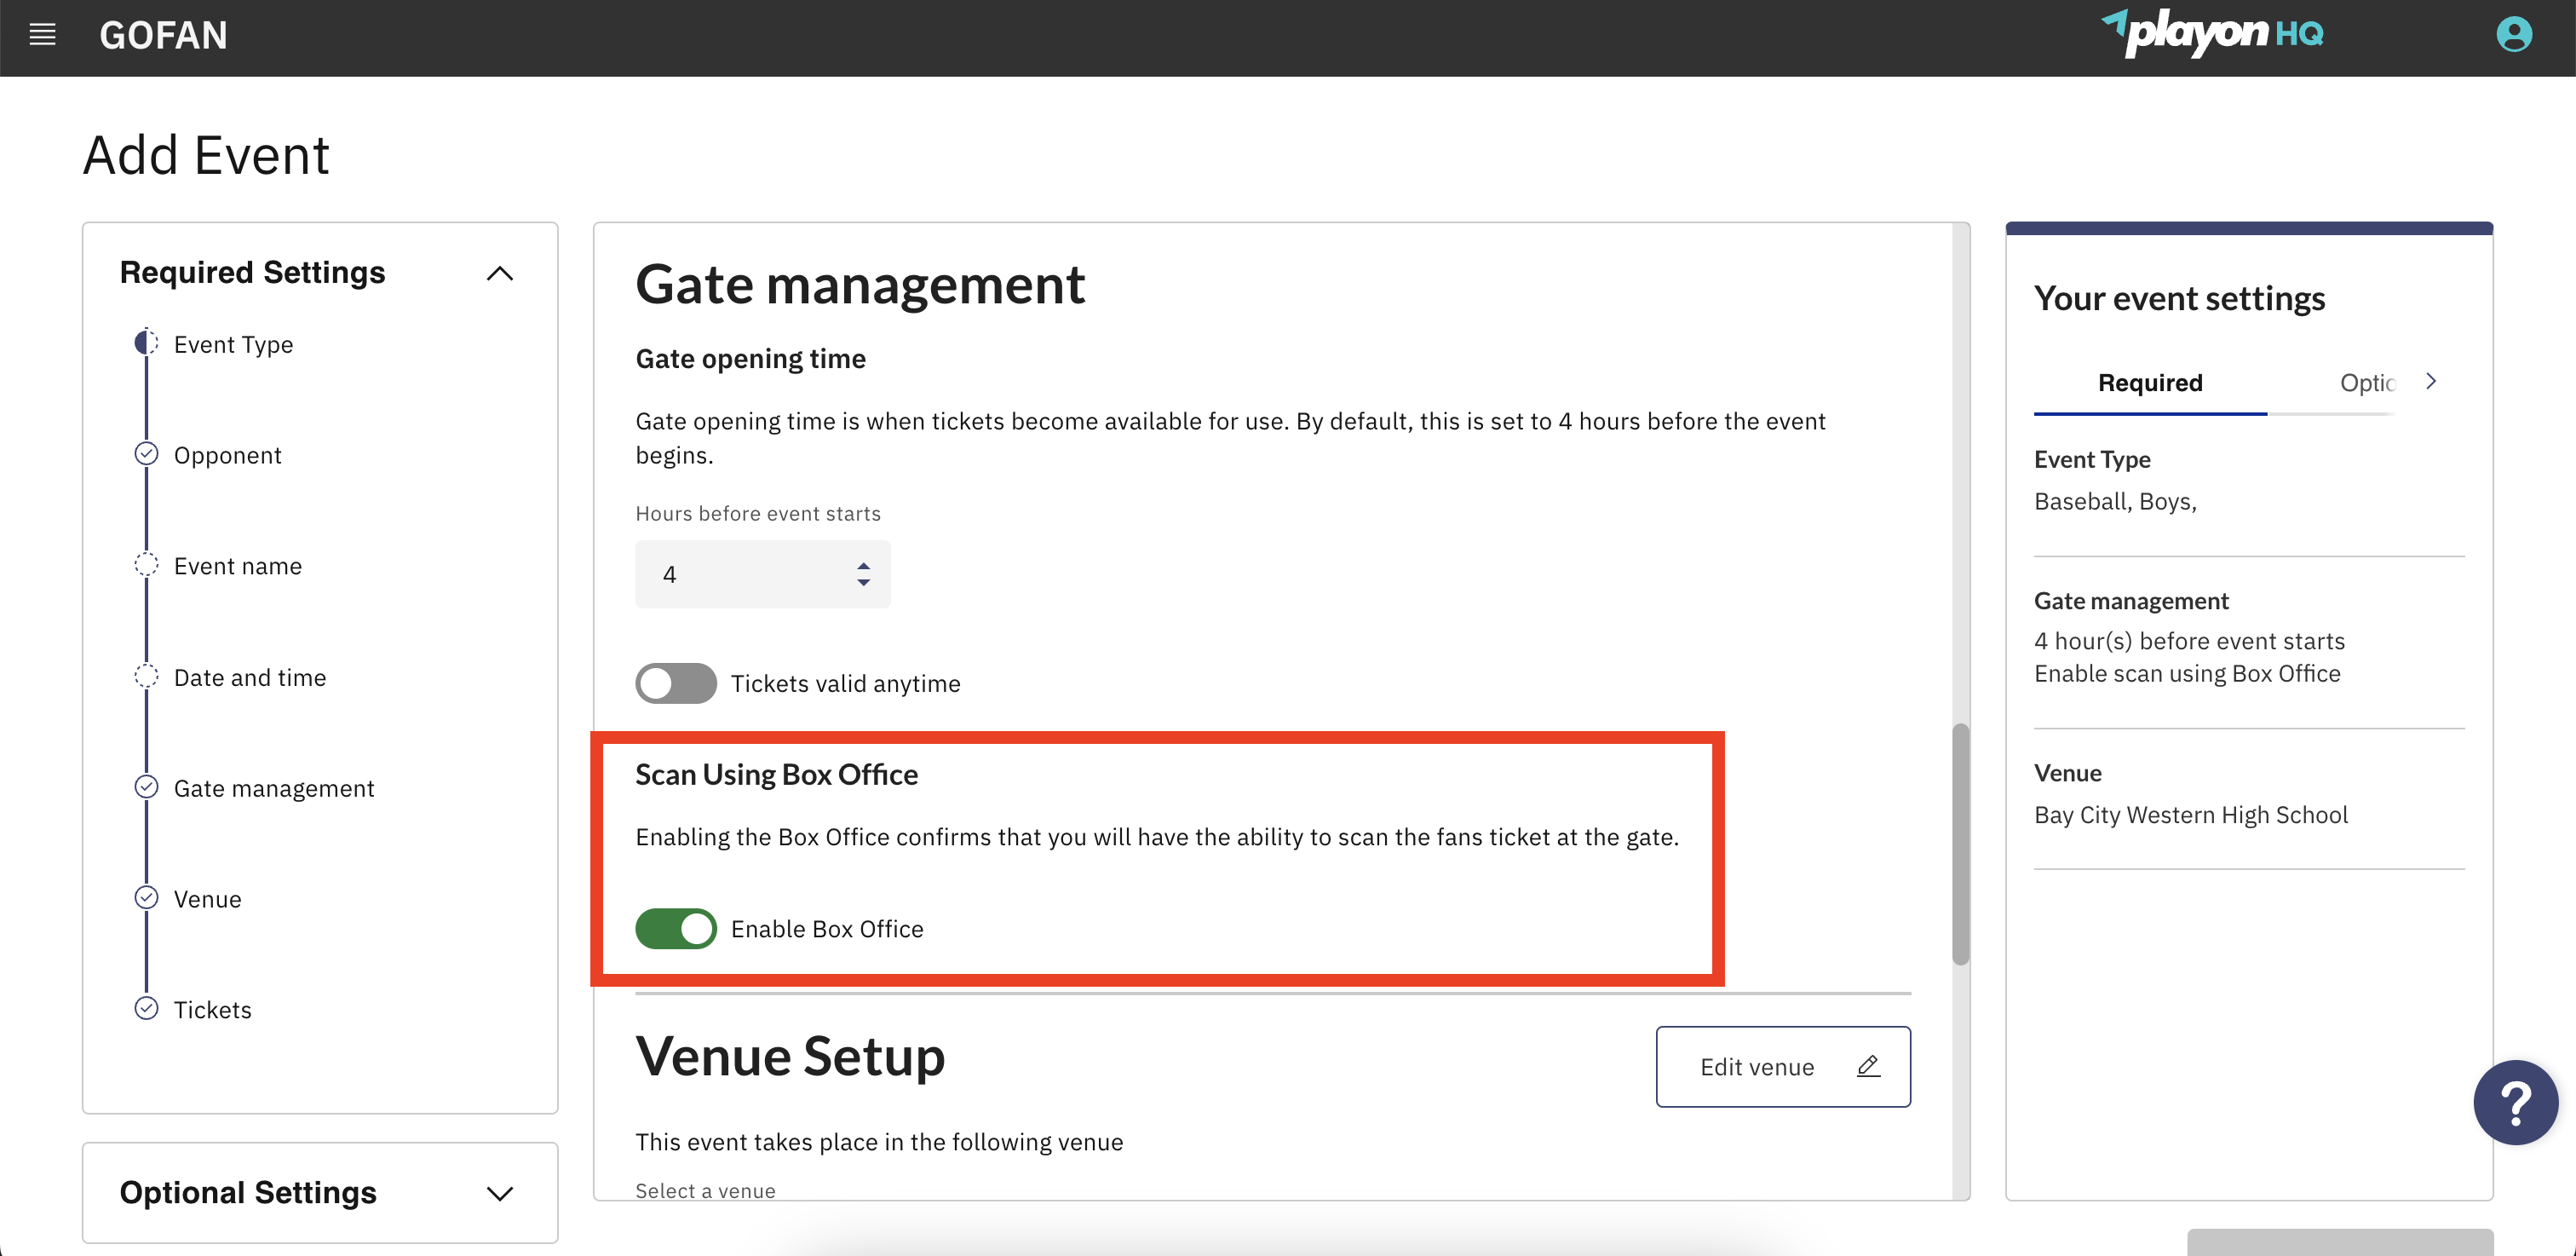 GOFAN
playon HQ
Add Event
Required Settings
Event Type
Opponent
Event name
Date and time
Gate management
Venue
Tickets
Optional Settings
Gate management
Gate opening time
Gate opening time is when tickets become available for use. By default, this is set to 4 hours before the event
begins.
Hours before event starts
4
Tickets valid anytime
Scan Using Box Office
Enabling the Box Office confirms that you will have the ability to scan the fans ticket at the gate.
Enable Box Office
Venue Setup
Edit venue
This event takes place in the following venue
Select a venue
Your event settings
Required
Optio
Event Type
Baseball, Boys,
Gate management
4 hour(s) before event starts
Enable scan using Box Office
Venue
Bay City Western High School
?